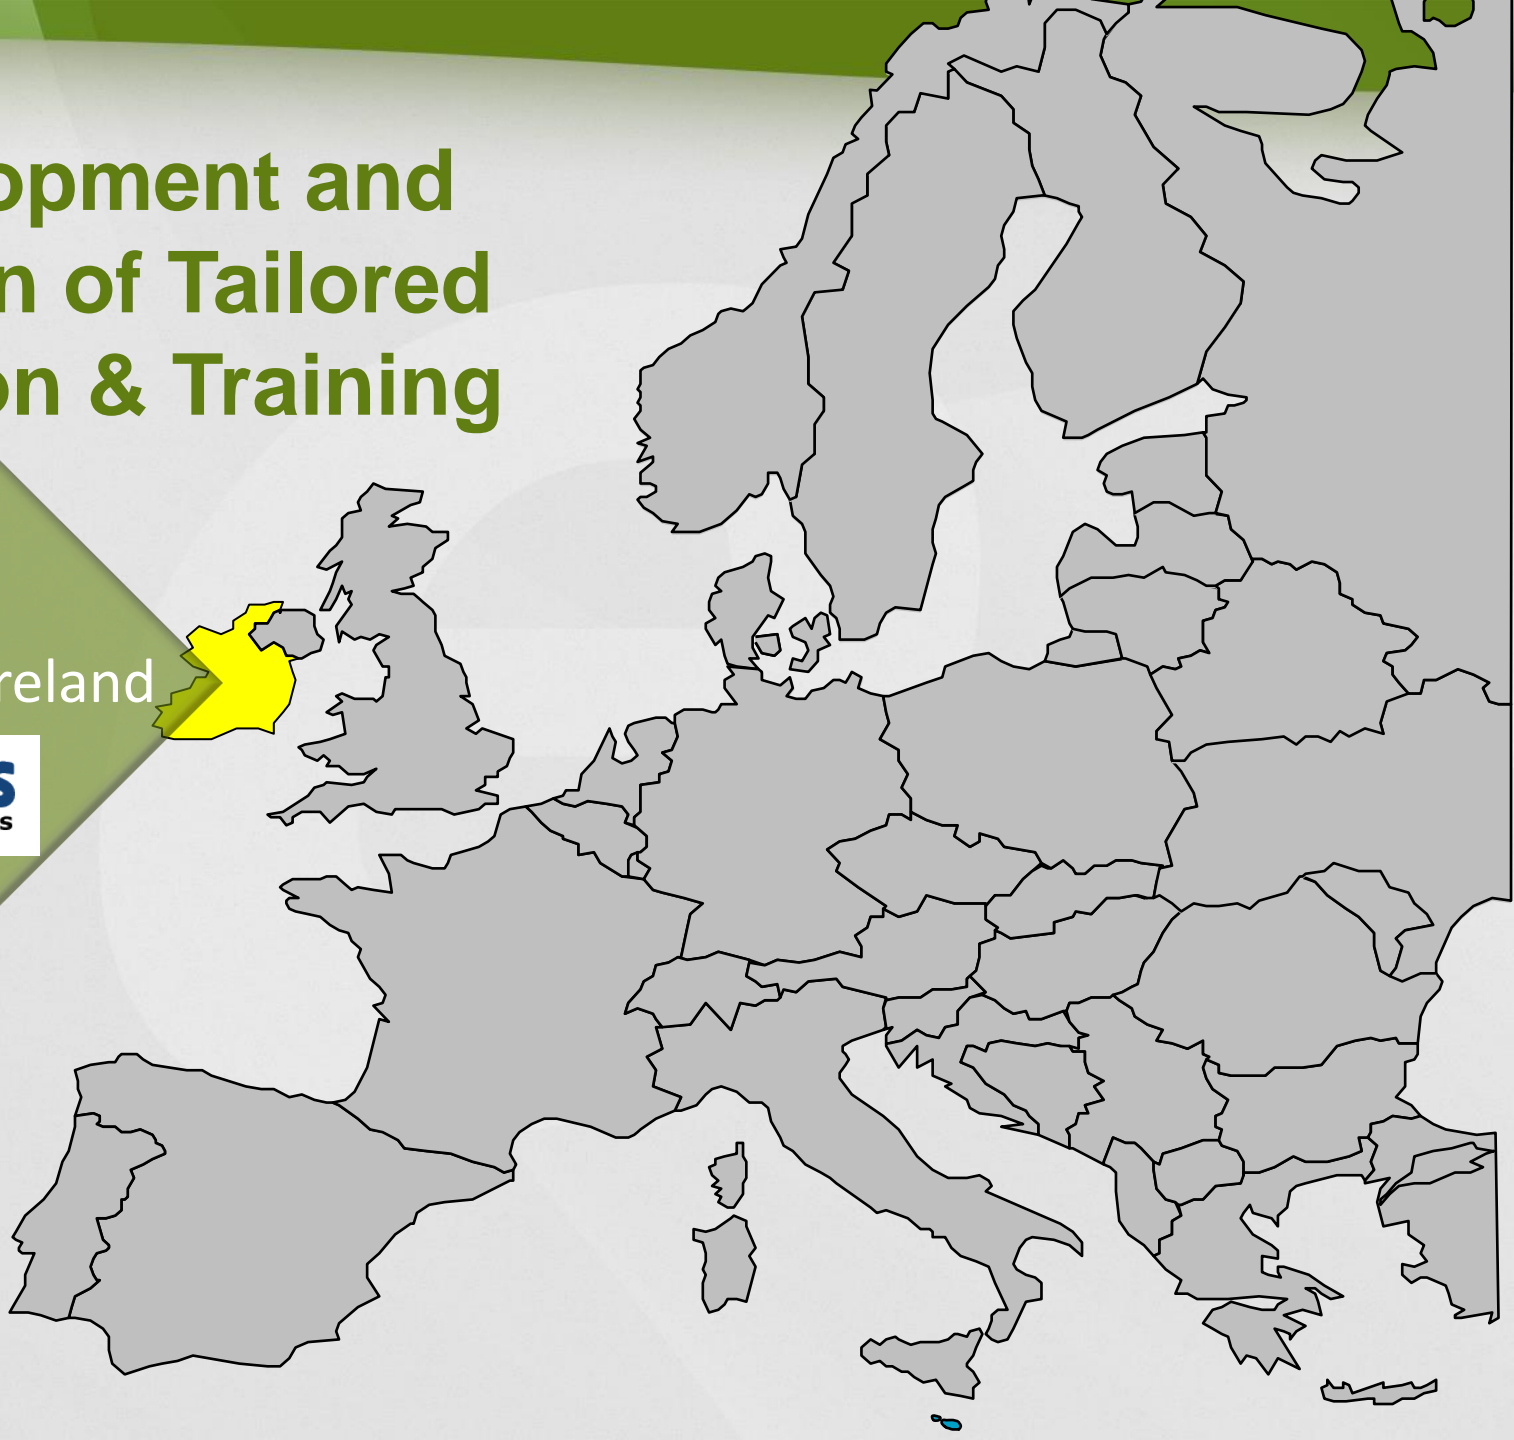 opment and
n of Tailored
on & Training
reland
s
s